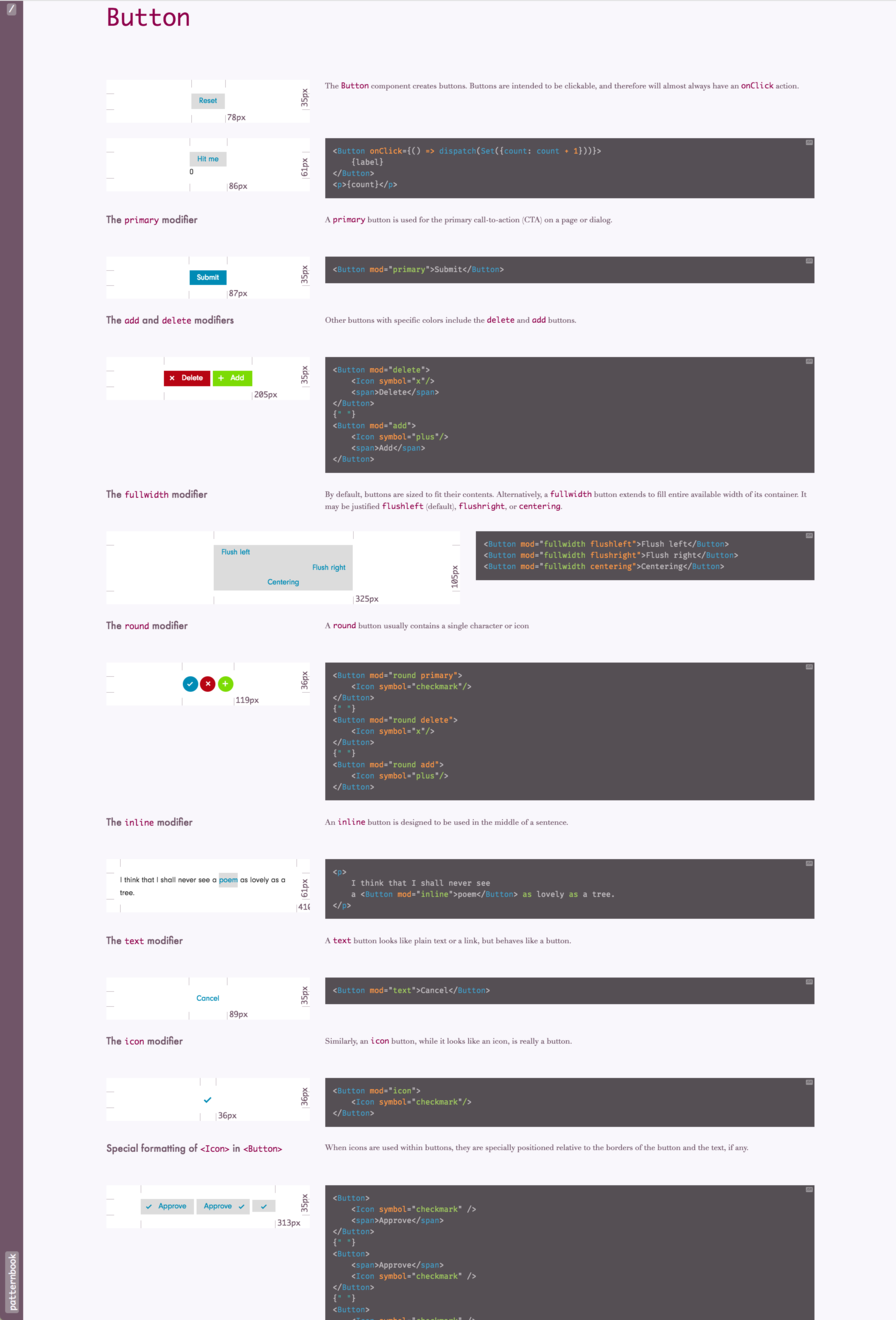 /
Button
Reset
35px
78px
The Button component creates buttons. Buttons are intended to be clickable, and therefore will almost always have an onClick action.
Hit me
0
61px
86px
<Button onClick={() => dispatch(Set({count: count + 1}))}>
{label}
</Button>
<p>{count}</p>
The primary modifier
A primary button is used for the primary call-to-action (CTA) on a page or dialog.
Submit
35px
87px
<Button mod="primary">Submit</Button>
The add and delete modifiers
Other buttons with specific colors include the delete and add buttons.
Delete
Add
35px
205px
<Button mod="delete">
<Icon symbol="x"/>
<span>Delete</span>
</Button>
{" "}
<Button mod="add">
<Icon symbol="plus"/>
<span>Add</span>
</Button>
The fullwidth modifier
By default, buttons are sized to fit their contents. Alternatively, a fullwidth button extends to fill entire available width of its container. It
may be justified flushleft (default), flushright, or centering.
Flush left
Flush right
Centering
105px
325px
<Button mod="fullwidth flushleft">Flush left</Button>
<Button mod="fullwidth flushright">Flush right</Button>
<Button mod="fullwidth centering">Centering</Button>
The round modifier
A round button usually contains a single character or icon
36px
119px
<Button mod="round primary">
<Icon symbol="checkmark"/>
</Button>
{" "}
<Button mod="round delete">
<Icon symbol="x"/>
</Button>
{" "}
<Button mod="round add">
<Icon symbol="plus"/>
</Button>
The inline modifier
An inline button is designed to be used in the middle of a sentence.
I think that I shall never see a poem as lovely as a
tree.
61px
<p>
I think that I shall never see
a <Button mod="inline">poem</Button> as lovely as a tree.
</p>
The text modifier
A text button looks like plain text or a link, but behaves like a button.
Cancel
35px
89px
<Button mod="text">Cancel</Button>
The icon modifier
Similarly, an icon button, while it looks like an icon, is really a button.
36px
36px
<Button mod="icon">
<Icon symbol="checkmark"/>
</Button>
Special formatting of <Icon> in <Button>
When icons are used within buttons, they are specially positioned relative to the borders of the button and the text, if any.
Approve
Approve
35px
313px
<Button>
<Icon symbol="checkmark" />
<span>Approve</span>
</Button>
{" "}
<Button>
<span>Approve</span>
<Icon symbol="checkmark" />
</Button>
{" "}
<Button>
patternbook